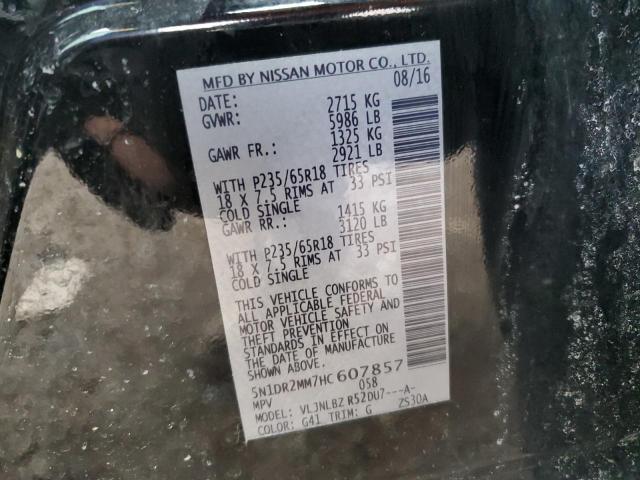 MFD BY NISSAN MOTOR CO., LTD.
DATE: 08/16
GVWR: 2715 KG
5986 LB
GAWR FR.: 1325 KG
2921 LB
WITH P235/65R18 TIRES
18 X 7.5 RIMS AT 33 PSI
COLD SINGLE
GAWR RR.: 1415 KG
3120 LB
WITH P235/65R18 TIRES
18 X 7.5 RIMS AT 33 PSI
COLD SINGLE
THIS VEHICLE CONFORMS TO
ALL APPLICABLE FEDERAL
MOTOR VEHICLE SAFETY AND
THEFT PREVENTION
STANDARDS IN EFFECT ON
THE DATE OF MANUFACTURE
SHOWN ABOVE.
5N1DR2MM7HC607857
MPV 058
MODEL: VLJNLBZ R52DU7---A-
COLOR: G41 TRIM: G ZS30A